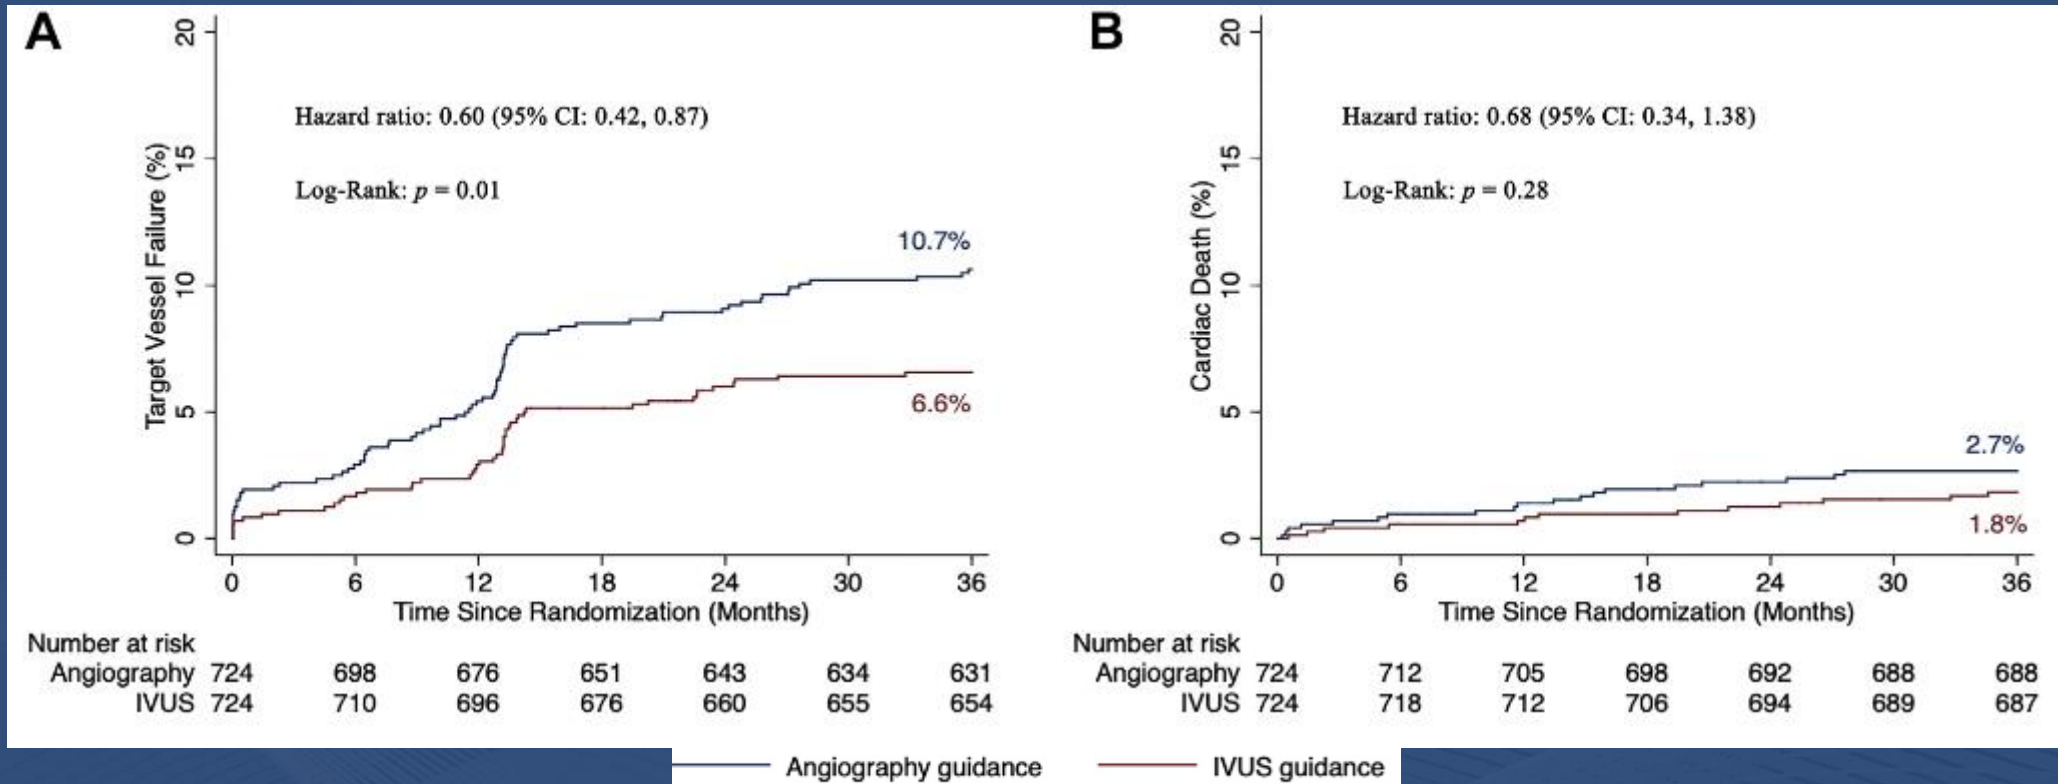 A
Target Vessel Failure (%)
20
15
10
5
0
Hazard ratio: 0.60 (95% CI: 0.42, 0.87)
Log-Rank: p = 0.01
10.7%
6.6%
0 6 12 18 24 30 36
Time Since Randomization (Months)
Number at risk
Angiography 724 698 676 651 643 634 631
IVUS 724 710 696 676 660 655 654
B
Cardiac Death (%)
20
15
10
5
0
Hazard ratio: 0.68 (95% CI: 0.34, 1.38)
Log-Rank: p = 0.28
2.7%
1.8%
0 6 12 18 24 30 36
Time Since Randomization (Months)
Number at risk
Angiography 724 712 705 698 692 688 688
IVUS 724 718 712 706 694 689 687
Angiography guidance
IVUS guidance